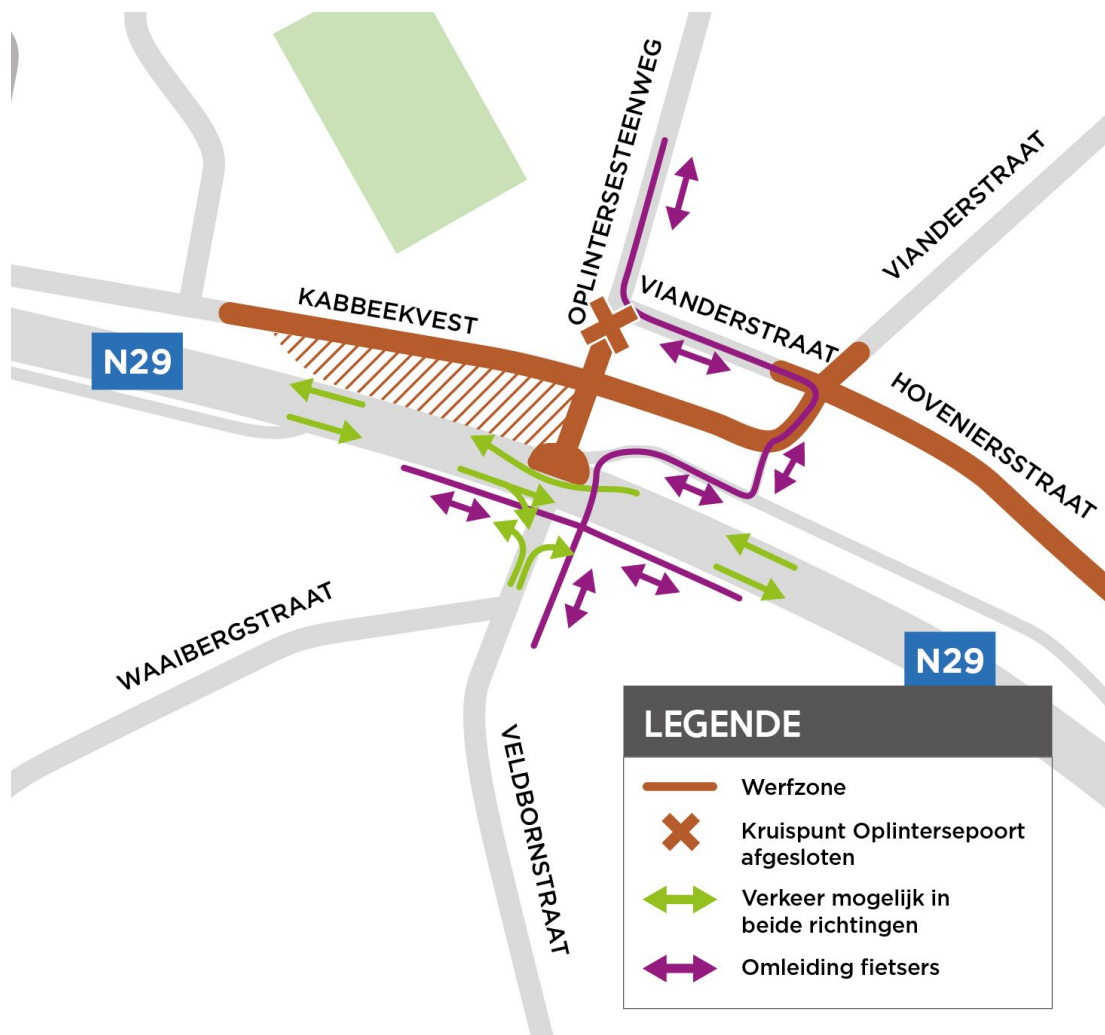 OPLINTERSESTEENWEG
VIANDERSTRAAT
KABBEEKVEST
VIANDERSTRAAT
N29
HOVENIERSSTRAAT
WAAIBERGSTRAAT
N29
VELDBORNSTRAAT
LEGENDE
Werfzone
Kruispunt Oplintersepoort
afgesloten
Verkeer mogelijk in
beide richtingen
Omleiding fietsers